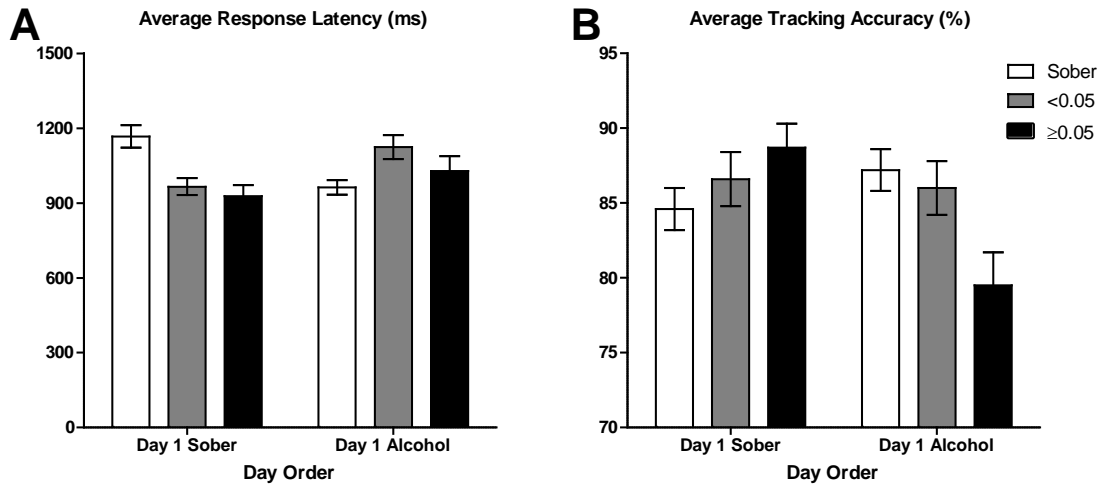 A
Average Response Latency (ms)
1500
1200
900
600
300
0
Day 1 Sober
Day 1 Alcohol
Day Order
B
Average Tracking Accuracy (%)
95
90
85
80
75
70
Day 1 Sober
Day 1 Alcohol
Day Order
Sober
<0.05
≥0.05